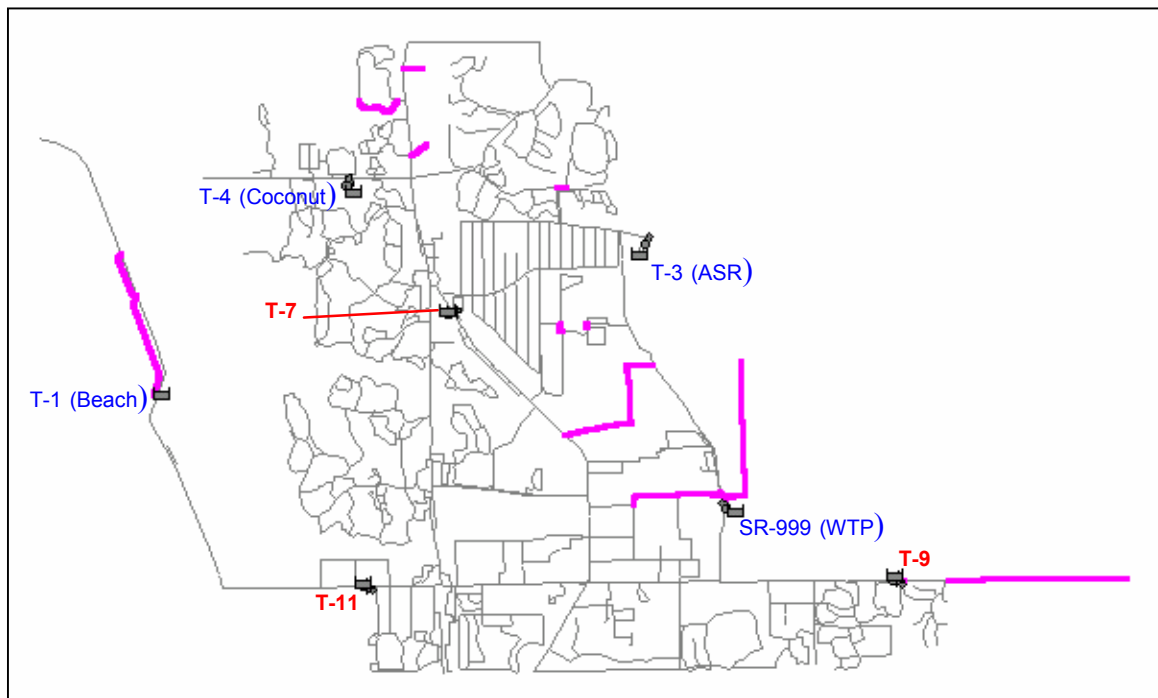 T-4 (Coconut)
T-3 (ASR)
T-7
T-1 (Beach)
SR-999 (WTP)
T-9
T-11